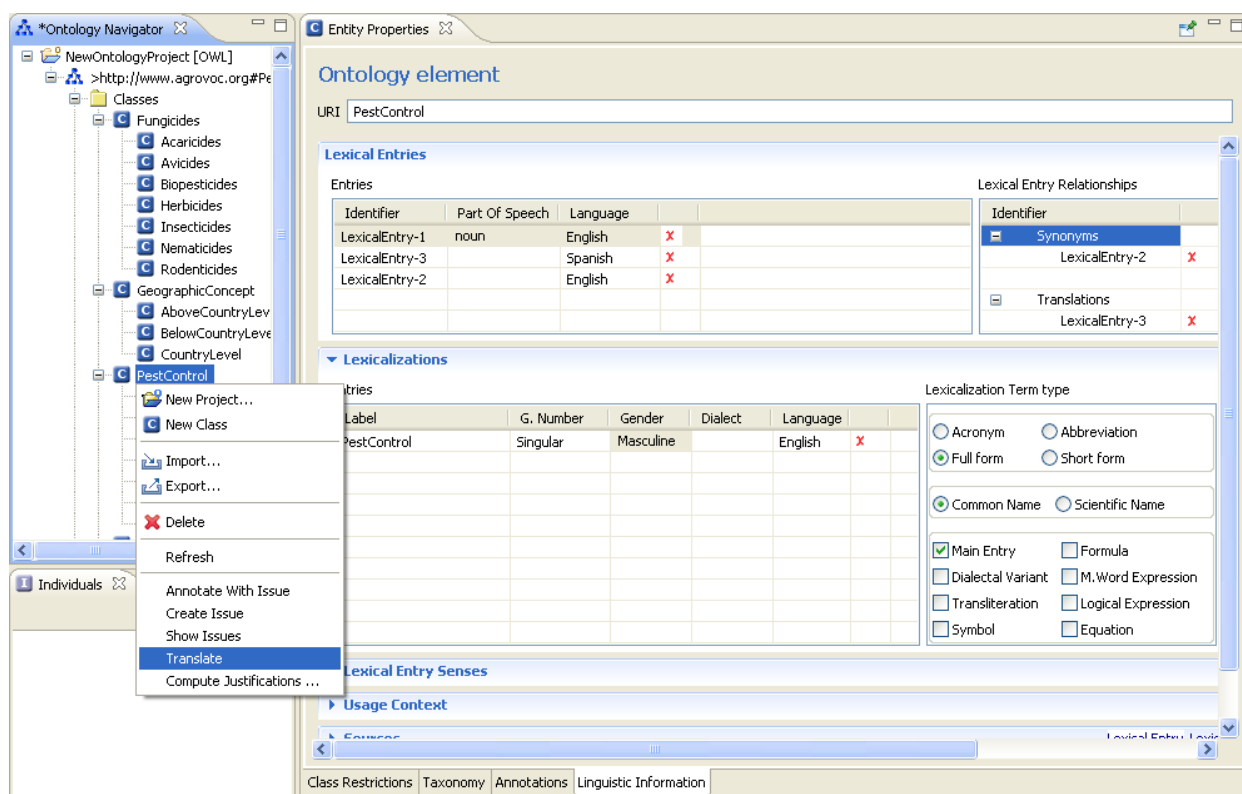 *Ontology Navigator
NewOntologyProject [OWL]
>http://www.agrovoc.org#Pe
Classes
Fungicides
Acaricides
Avicides
Biopesticides
Herbicides
Insecticides
Nematicides
Rodenticides
GeographicConcept
AboveCountryLev
BelowCountryLeve
CountryLevel
PestControl
New Project...
New Class
Import...
Export...
Delete
Refresh
Annotate With Issue
Create Issue
Show Issues
Translate
Compute Justifications ...
Individuals
Entity Properties
Ontology element
URI PestControl
Lexical Entries
Entries
Identifier Part Of Speech Language
LexicalEntry-1 noun English X
LexicalEntry-3 Spanish X
LexicalEntry-2 English X
Lexical Entry Relationships
Identifier
Synonyms
LexicalEntry-2 X
Translations
LexicalEntry-3 X
Lexicalizations
tries
Label G. Number Gender Dialect Language
PestControl Singular Masculine English X
Lexicalization Term type
Acronym Abbreviation
Full form Short form
Common Name Scientific Name
Main Entry Formula
Dialectal Variant M.Word Expression
Transliteration Logical Expression
Symbol Equation
Lexical Entry Senses
Usage Context
Sources
Class Restrictions Taxonomy Annotations Linguistic Information